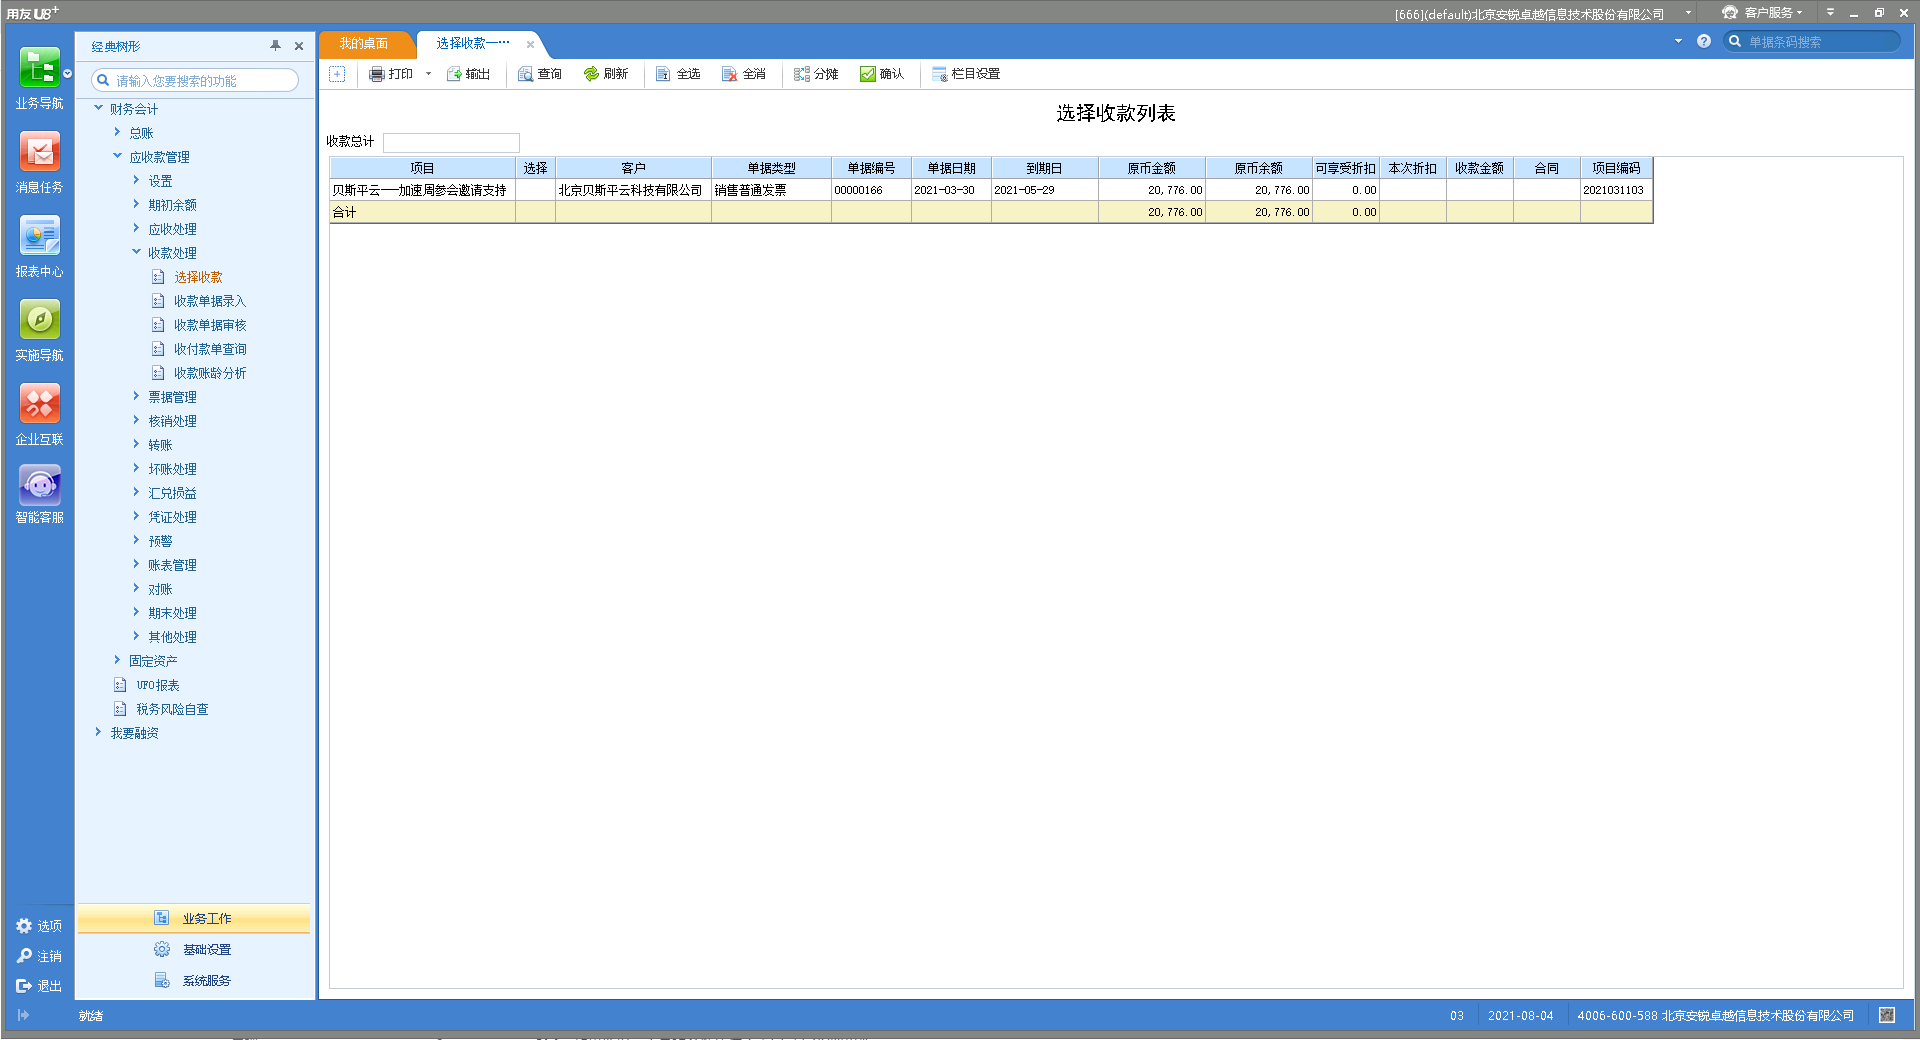 用友U8+
[666](default)北京安锐卓越信息技术股份有限公司
客户服务
业务导航
消息任务
报表中心
实施导航
企业互联
智能客服
选项
注销
退出
经典树形
请输入您要搜索的功能
财务会计
总账
应收款管理
设置
期初余额
应收处理
收款处理
选择收款
收款单据录入
收款单据审核
收付款单查询
收款账龄分析
票据管理
核销处理
转账
坏账处理
汇兑损益
凭证处理
预警
账表管理
对账
期末处理
其他处理
固定资产
UFO报表
税务风险自查
我要融资
业务工作
基础设置
系统服务
我的桌面 选择收款一… 单据条码搜索
打印 输出 查询 刷新 全选 全消 分摊 确认 栏目设置
选择收款列表
收款总计
项目 选择 客户 单据类型 单据编号 单据日期 到期日 原币金额 原币余额 可享受折扣 本次折扣 收款金额 合同 项目编码
贝斯平云——加速周参会邀请支持 北京贝斯平云科技有限公司 销售普通发票 00000166 2021-03-30 2021-05-29 20,776.00 20,776.00 0.00 2021031103
合计 20,776.00 20,776.00 0.00
就绪 03 2021-08-04 4006-600-588 北京安锐卓越信息技术股份有限公司